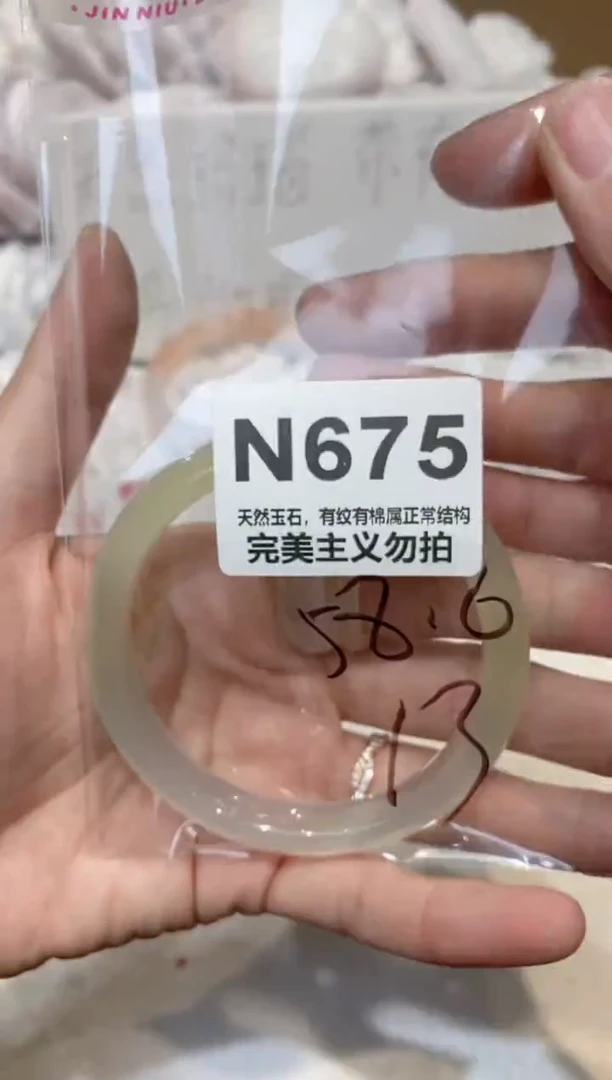 · JIN NIU
N675
天然玉石，有纹有棉属正常结构
完美主义勿拍
58.6
13